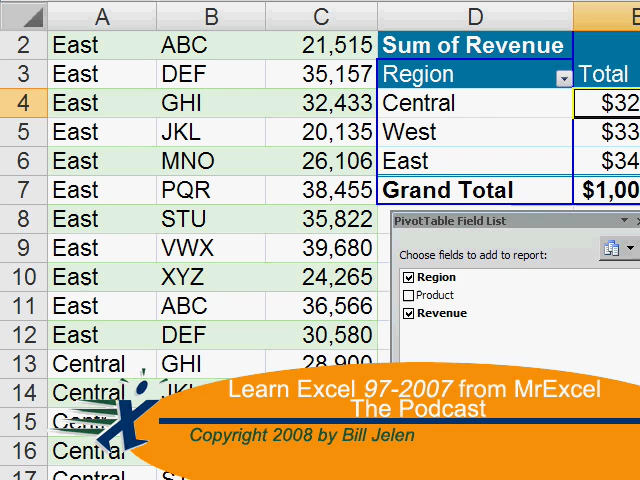 A B C D E
2 East ABC 21,515 Sum of Revenue
3 East DEF 35,157 Region Total
4 East GHI 32,433 Central $32
5 East JKL 20,135 West $33
6 East MNO 26,106 East $34
7 East PQR 38,455 Grand Total $1,00
8 East STU 35,822
PivotTable Field List
9 East VWX 39,680
Choose fields to add to report:
10 East XYZ 24,265
Region
Product
11 East ABC 36,566
Revenue
12 East DEF 30,580
13 Central GHI 28,900
14 Central
15 Central
16 Central
17
Learn Excel 97-2007 from MrExcel
The Podcast
Copyright 2008 by Bill Jelen